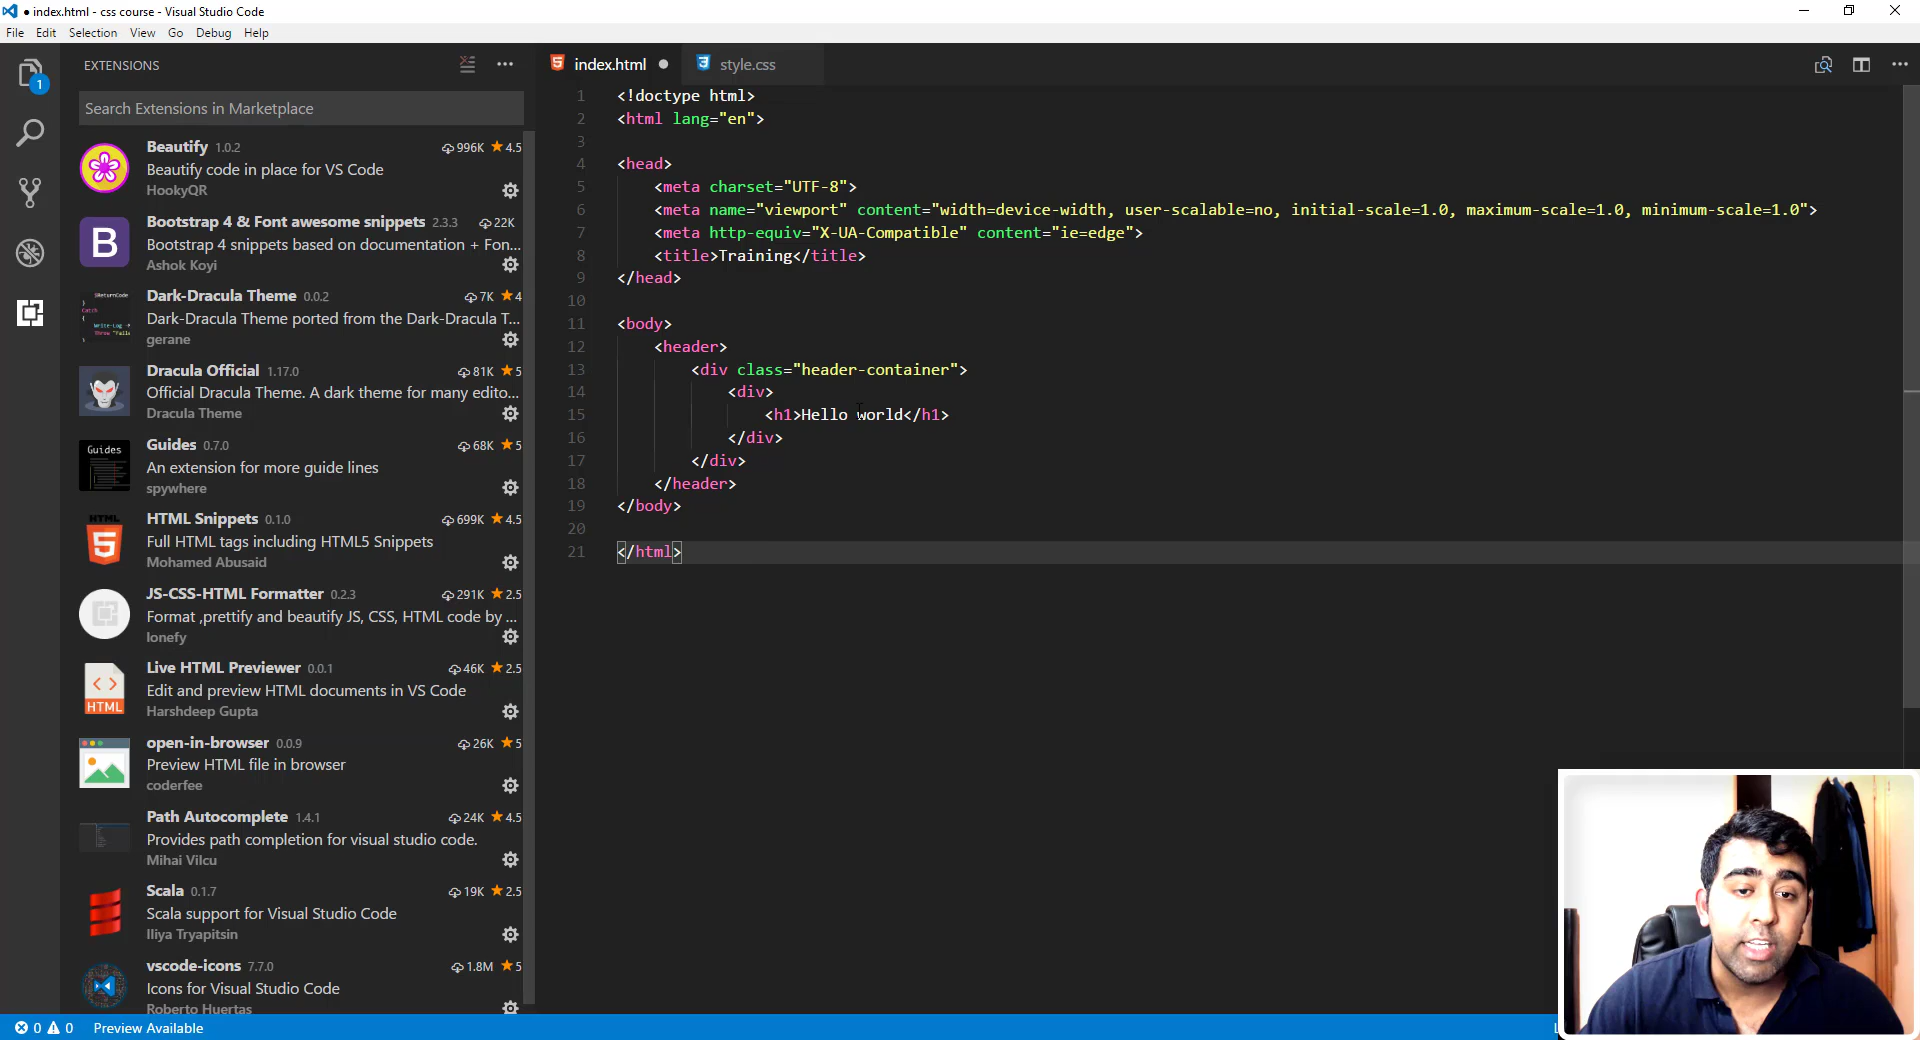 index.html - css course - Visual Studio Code
File Edit Selection View Go Debug Help
EXTENSIONS
Search Extensions in Marketplace
Beautify 1.0.2 996K 4.5
Beautify code in place for VS Code
HookyQR
Bootstrap 4 & Font awesome snippets 2.3.3 22K
Bootstrap 4 snippets based on documentation + Fon...
Ashok Koyi
Dark-Dracula Theme 0.0.2 7K 4
Dark-Dracula Theme ported from the Dark-Dracula T...
gerane
Dracula Official 1.17.0 81K 5
Official Dracula Theme. A dark theme for many edito...
Dracula Theme
Guides 0.7.0 68K 5
An extension for more guide lines
spywhere
HTML Snippets 0.1.0 699K 4.5
Full HTML tags including HTML5 Snippets
Mohamed Abusaid
JS-CSS-HTML Formatter 0.2.3 291K 2.5
Format ,prettify and beautify JS, CSS, HTML code by ...
lonefy
Live HTML Previewer 0.0.1 46K 2.5
Edit and preview HTML documents in VS Code
Harshdeep Gupta
open-in-browser 0.0.9 26K 5
Preview HTML file in browser
coderfee
Path Autocomplete 1.4.1 24K 4.5
Provides path completion for visual studio code.
Mihai Vilcu
Scala 0.1.7 19K 2.5
Scala support for Visual Studio Code
Iliya Tryapitsin
vscode-icons 7.7.0 1.8M 5
Icons for Visual Studio Code
Roberto Huertas
index.html style.css
1 <!doctype html>
2 <html lang="en">
3
4 <head>
5 <meta charset="UTF-8">
6 <meta name="viewport" content="width=device-width, user-scalable=no, initial-scale=1.0, maximum-scale=1.0, minimum-scale=1.0">
7 <meta http-equiv="X-UA-Compatible" content="ie=edge">
8 <title>Training</title>
9 </head>
10
11 <body>
12 <header>
13 <div class="header-container">
14 <div>
15 <h1>Hello world</h1>
16 </div>
17 </div>
18 </header>
19 </body>
20
21 </html>
0 0 Preview Available